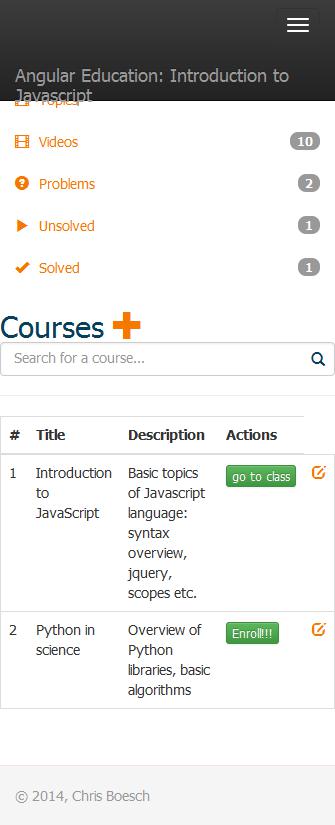 Angular Education: Introduction to
Javascript
Topics
Videos 10
Problems 2
Unsolved 1
Solved 1
Courses
Search for a course...
# Title Description Actions
1 Introduction to JavaScript Basic topics of Javascript language: syntax overview, jquery, scopes etc. go to class
2 Python in science Overview of Python libraries, basic algorithms Enroll!!!
© 2014, Chris Boesch